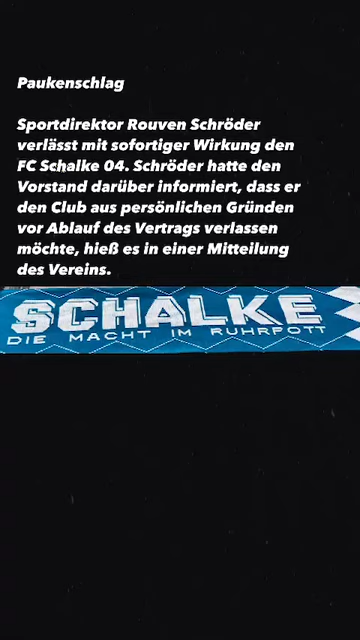 Paukenschlag
Sportdirektor Rouven Schröder
verlässt mit sofortiger Wirkung den
FC Schalke 04. Schröder hatte den
Vorstand darüber informiert, dass er
den Club aus persönlichen Gründen
vor Ablauf des Vertrags verlassen
möchte, hieß es in einer Mitteilung
des Vereins.
SCHALKE
DIE MACHT IM RUHRPOTT